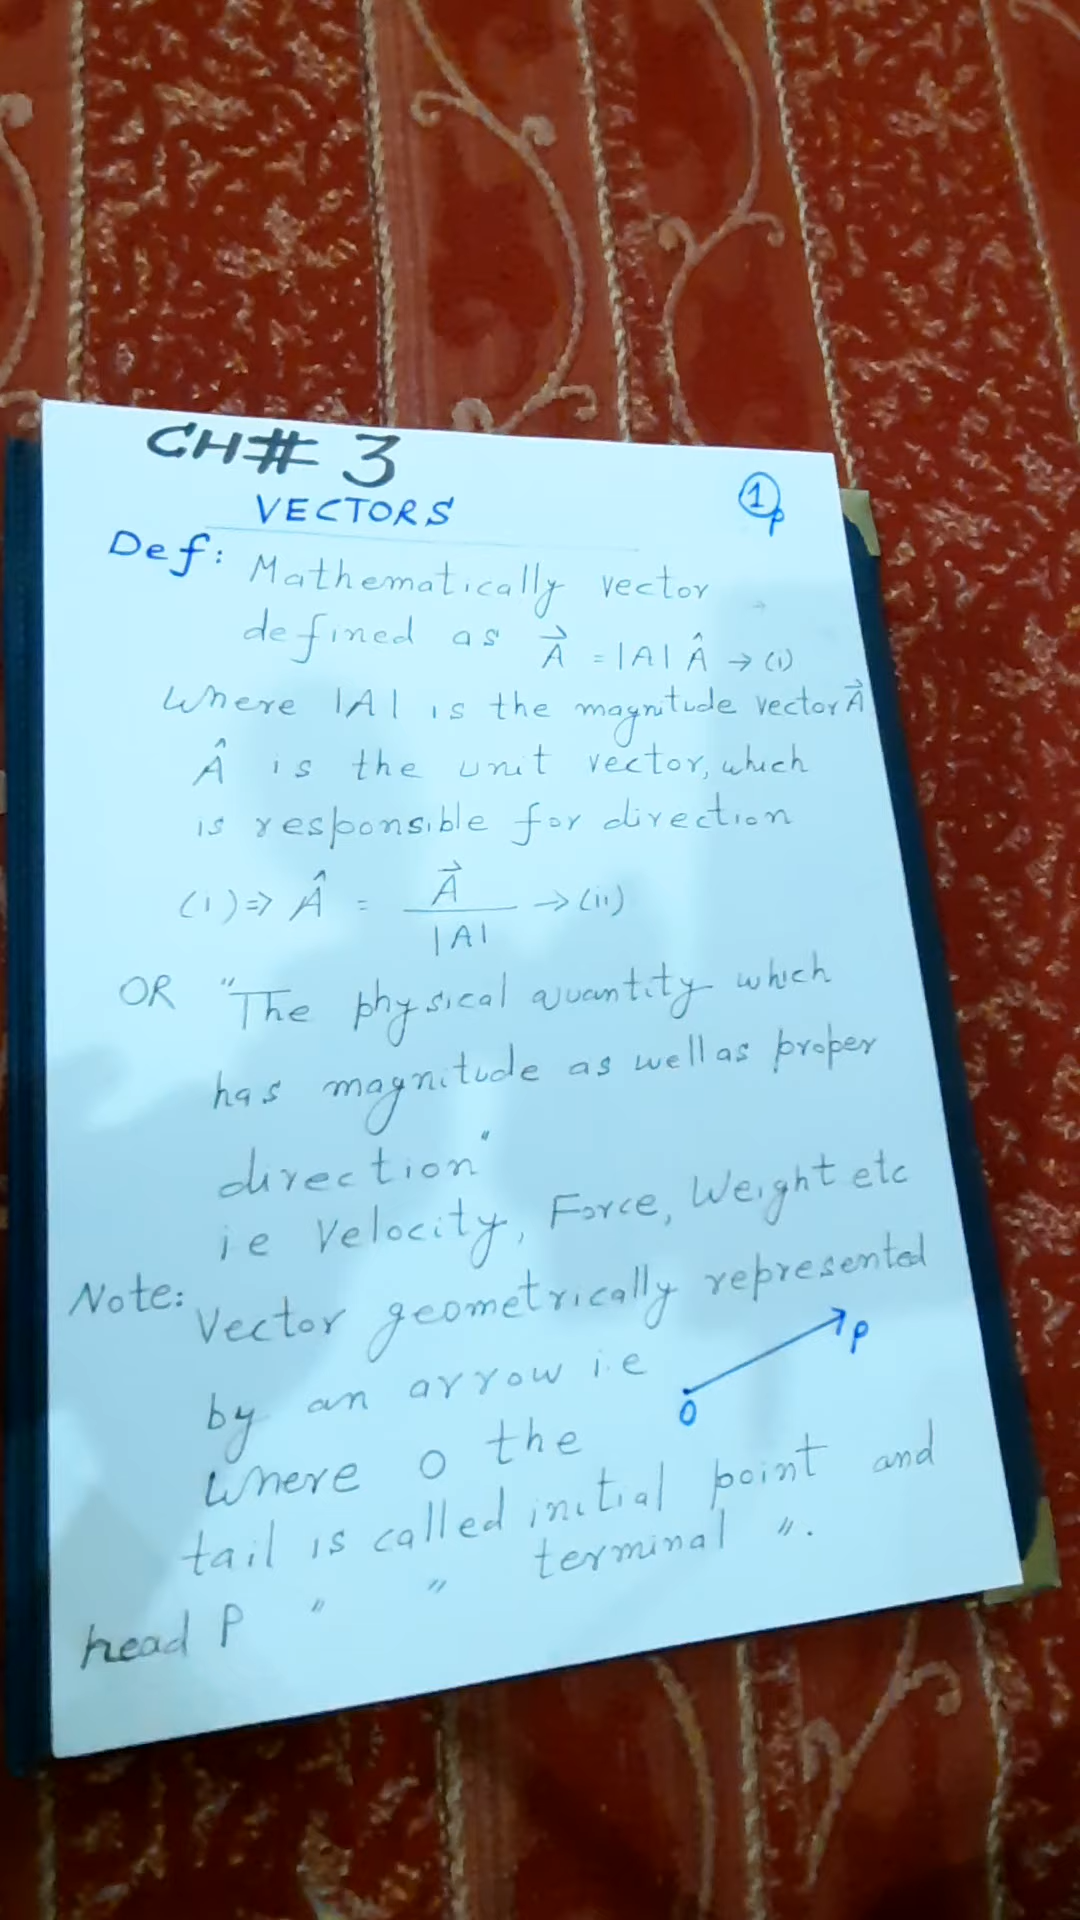 CH# 3
1p
VECTORS
Def: Mathematically vector
defined as A⃗ = |A| Â → (i)
Where |A| is the magnitude vector A⃗
Â is the unit vector, which
is responsible for direction
(i) ⇒ Â = A⃗ / |A| → (ii)
OR "The physical quantity which
has magnitude as well as proper
direction"
ie Velocity, Force, Weight etc
Note: Vector geometrically represented
by an arrow i.e
O P
Where O the
tail is called initial point and
head P " " terminal ".